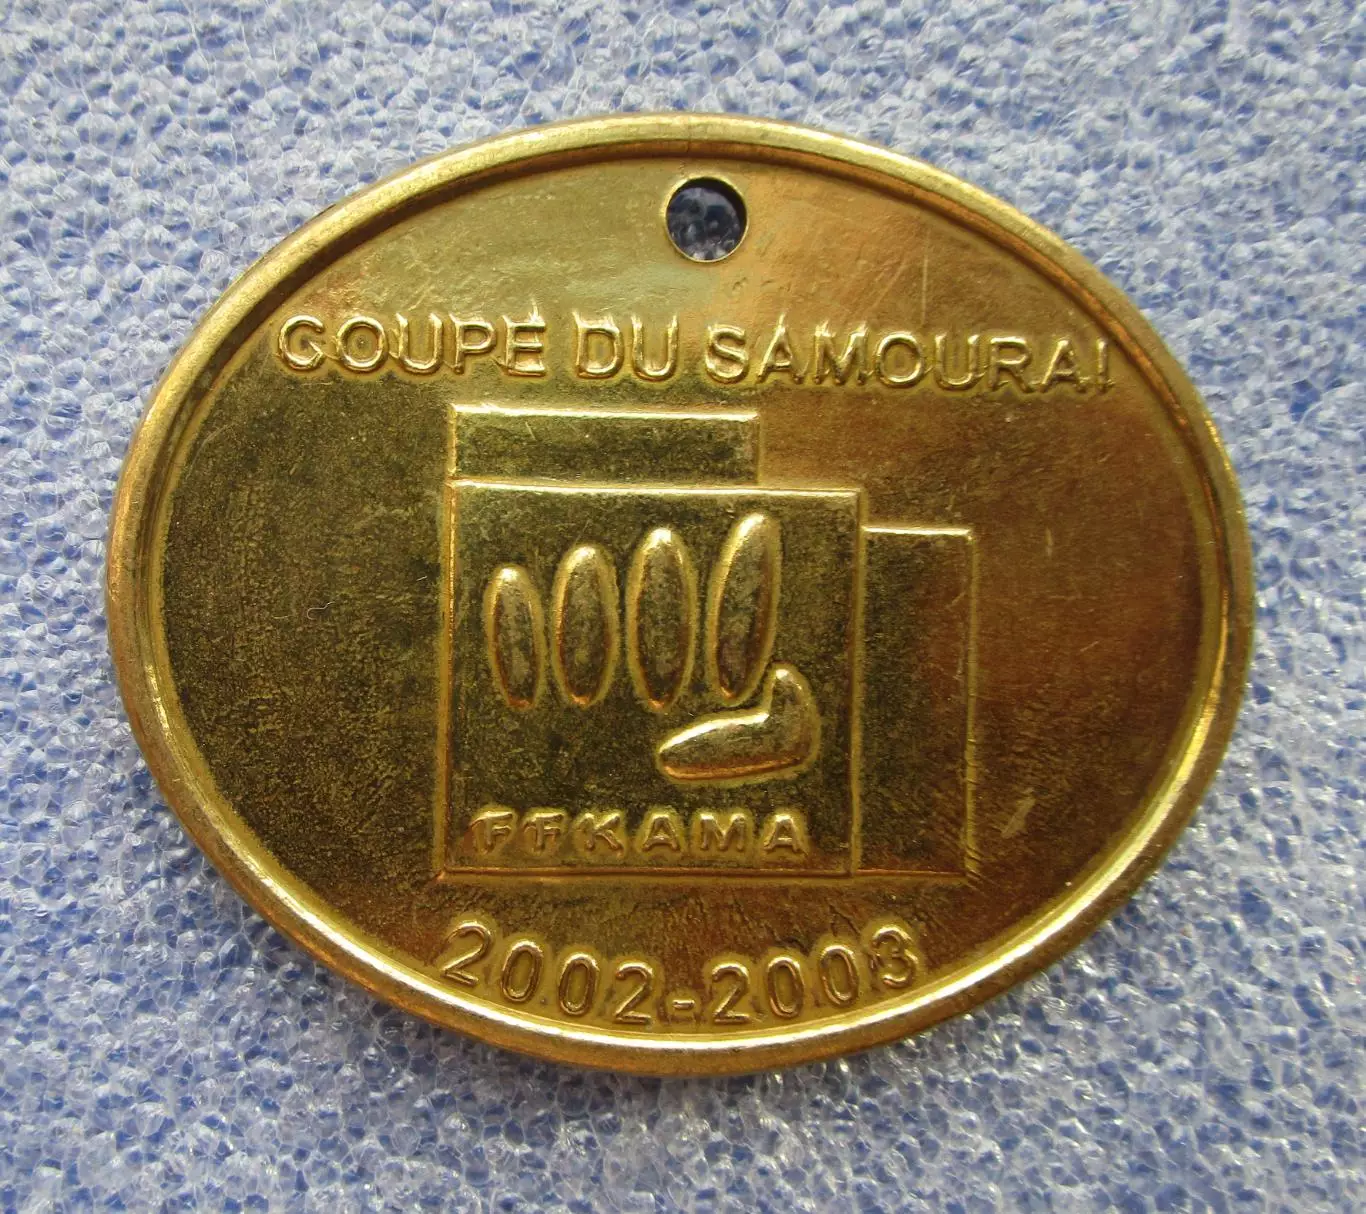 COUPE DU SAMOURAI
FFKAMA
2002-2003